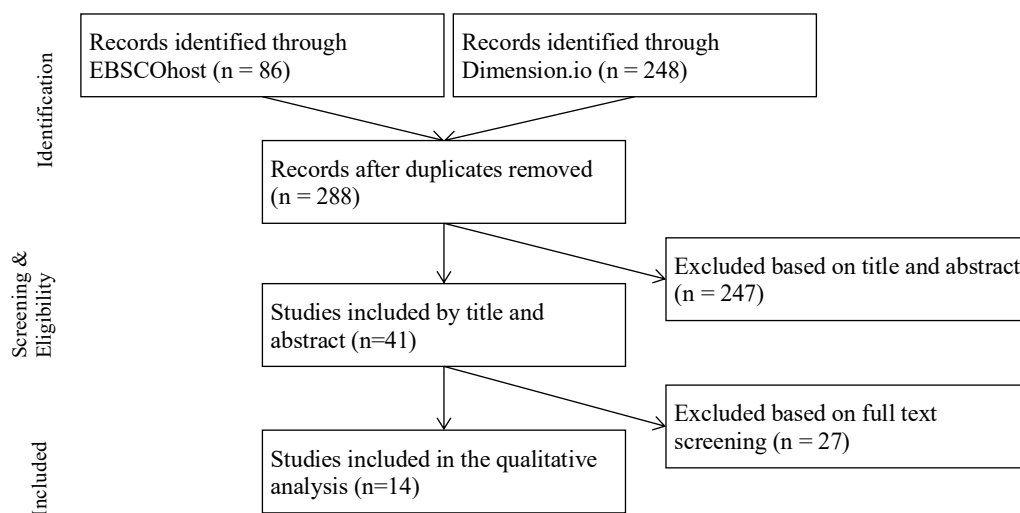 Identification
Records identified through
EBSCOhost (n = 86)
Records identified through
Dimension.io (n = 248)
Records after duplicates removed
(n = 288)
Screening &
Eligibility
Excluded based on title and abstract
(n = 247)
Studies included by title and
abstract (n=41)
Excluded based on full text
screening (n = 27)
Included
Studies included in the qualitative
analysis (n=14)